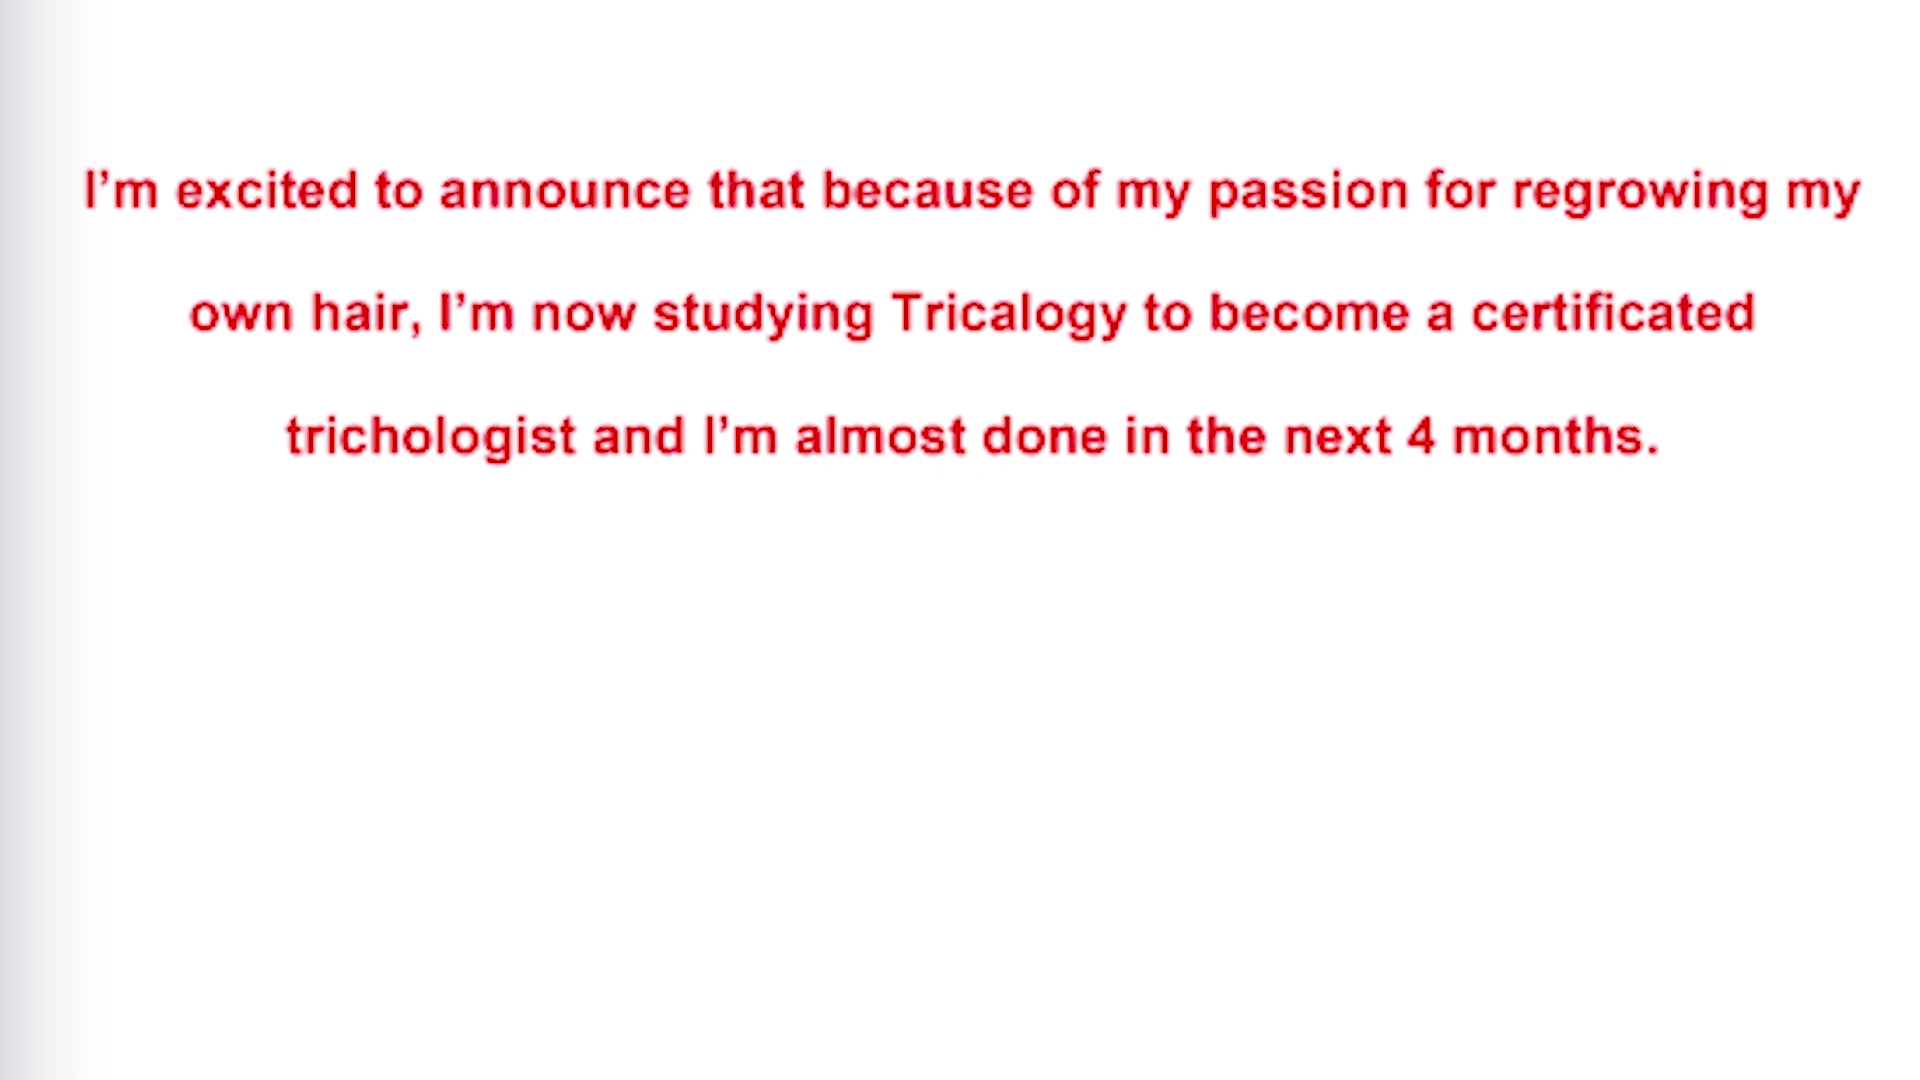 I’m excited to announce that because of my passion for regrowing my
own hair, I’m now studying Tricalogy to become a certificated
trichologist and I’m almost done in the next 4 months.